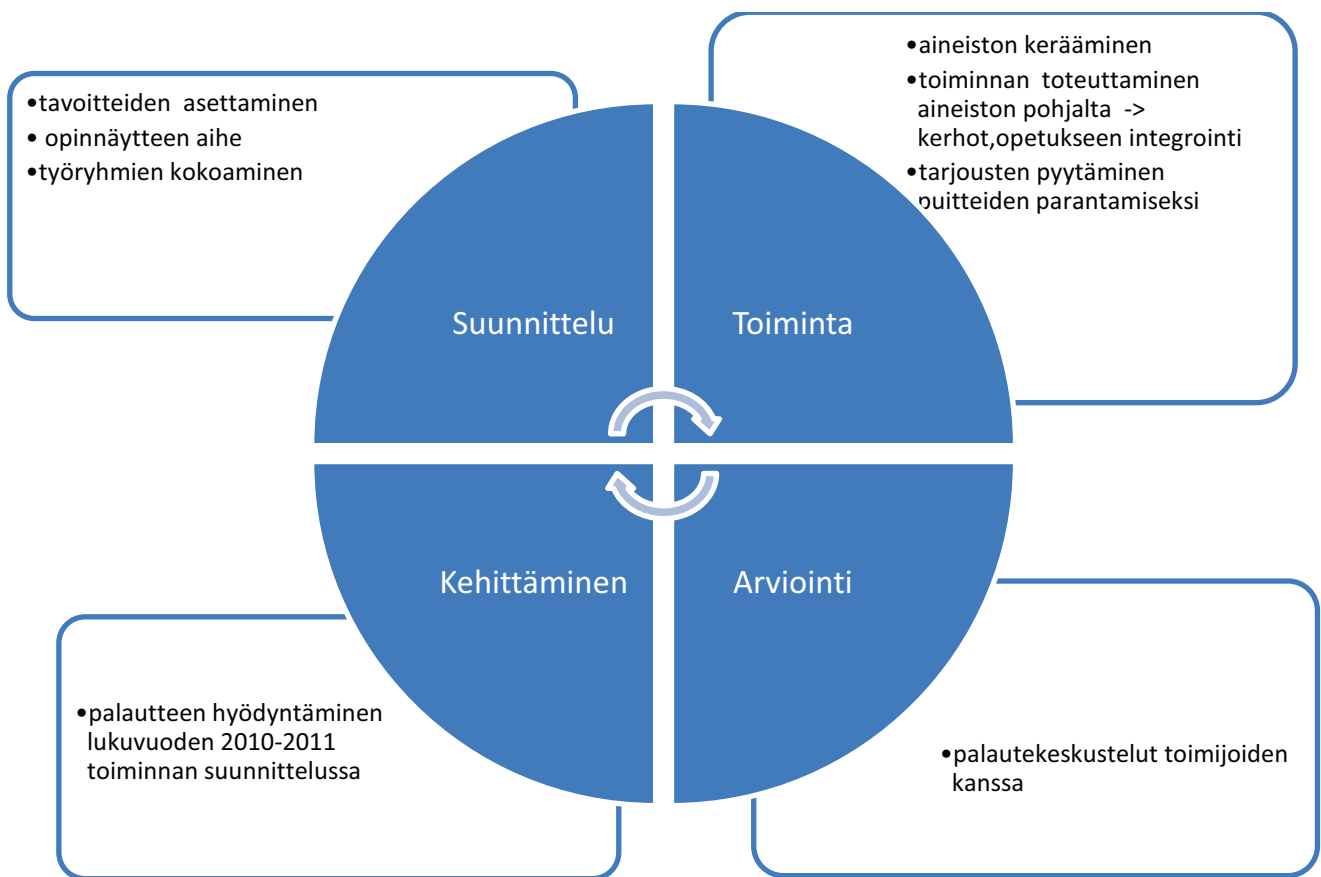 •tavoitteiden asettaminen
• opinnäytteen aihe
•työryhmien kokoaminen
•aineiston kerääminen
•toiminnan toteuttaminen
aineiston pohjalta ->
kerhot,opetukseen integrointi
•tarjousten pyytäminen
puitteiden parantamiseksi
Suunnittelu
Toiminta
Kehittäminen
Arviointi
•palautteen hyödyntäminen
lukuvuoden 2010-2011
toiminnan suunnittelussa
•palautekeskustelut toimijoiden
kanssa